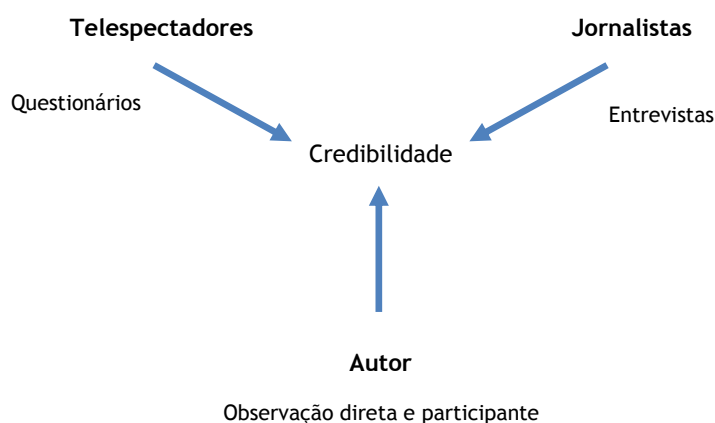 Telespectadores
Jornalistas
Questionários
Entrevistas
Credibilidade
Autor
Observação direta e participante